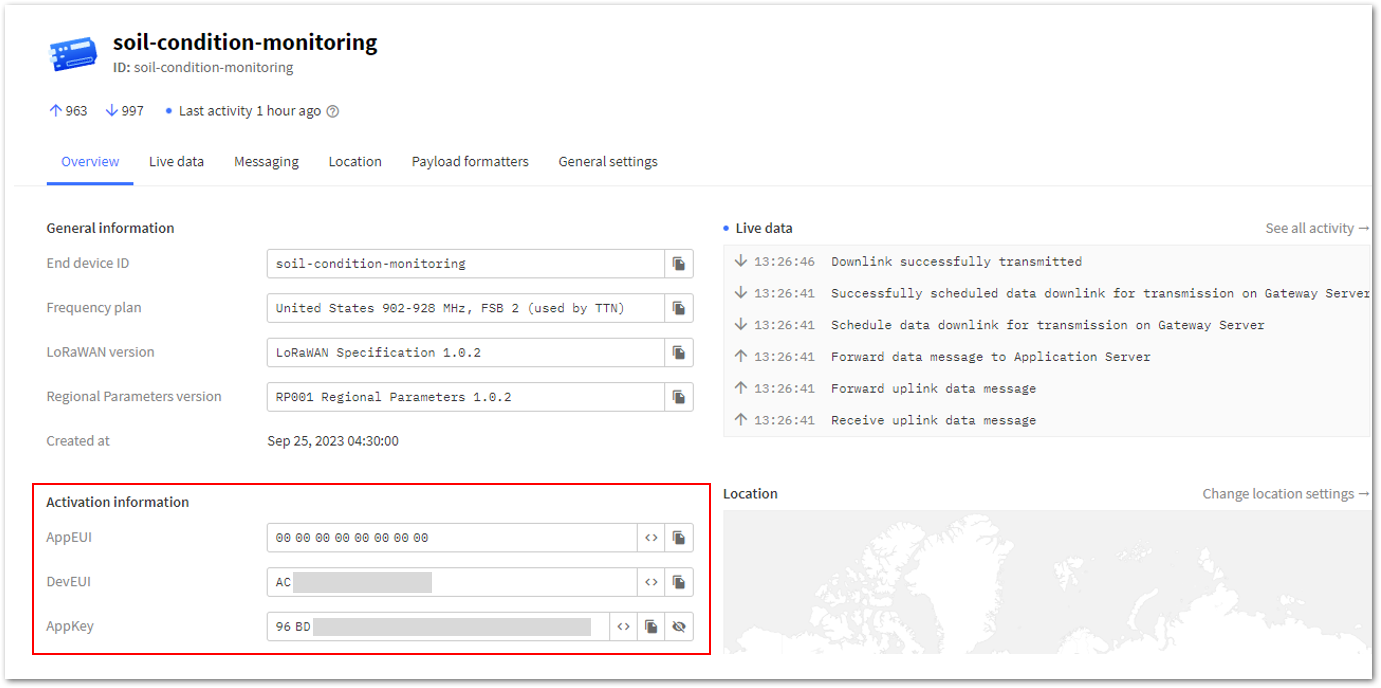 soil-condition-monitoring
ID: soil-condition-monitoring
963 997 Last activity 1 hour ago
Overview Live data Messaging Location Payload formatters General settings
General information
End device ID soil-condition-monitoring
Frequency plan United States 902-928 MHz, FSB 2 (used by TTN)
LoRaWAN version LoRaWAN Specification 1.0.2
Regional Parameters version RP001 Regional Parameters 1.0.2
Created at Sep 25, 2023 04:30:00
Activation information
AppEUI 00 00 00 00 00 00 00 00
DevEUI AC
AppKey 96 BD
Live data See all activity →
13:26:46 Downlink successfully transmitted
13:26:41 Successfully scheduled data downlink for transmission on Gateway Server
13:26:41 Schedule data downlink for transmission on Gateway Server
13:26:41 Forward data message to Application Server
13:26:41 Forward uplink data message
13:26:41 Receive uplink data message
Location Change location settings →